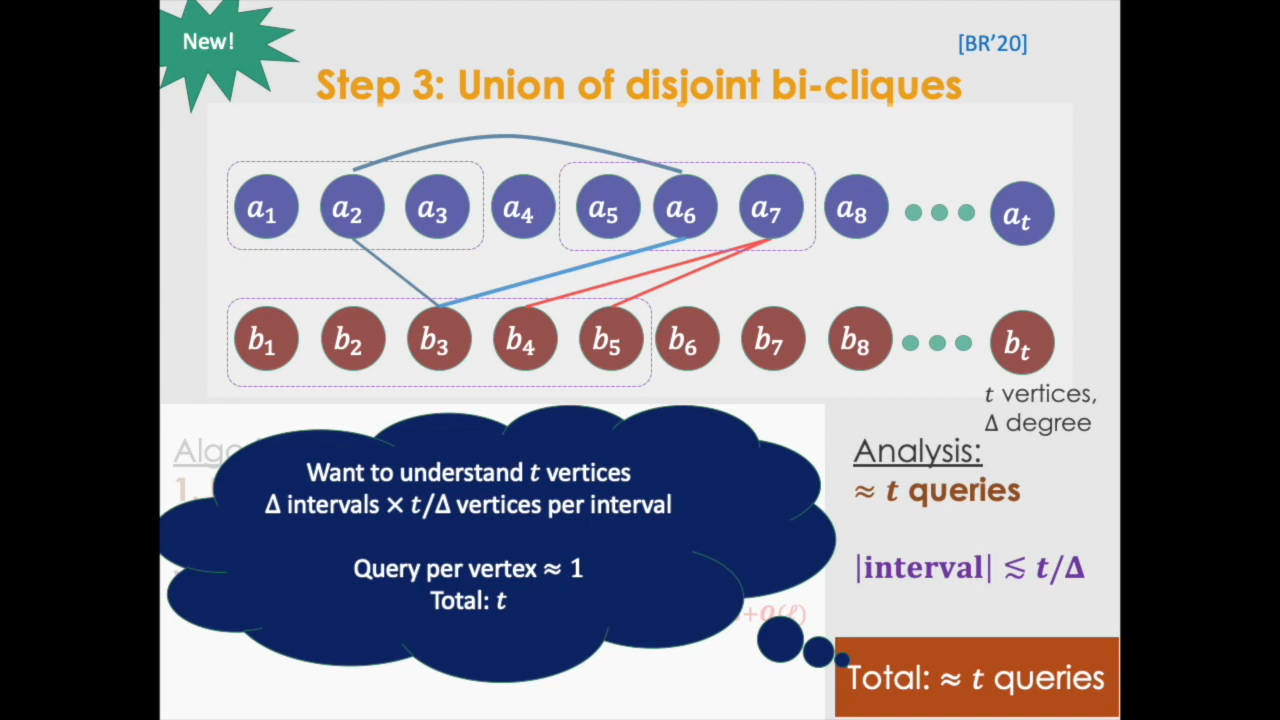 New!
[BR'20]
Step 3: Union of disjoint bi-cliques
a₁ a₂ a₃ a₄ a₅ a₆ a₇ a₈ aₜ
b₁ b₂ b₃ b₄ b₅ b₆ b₇ b₈ bₜ
t vertices,
Δ degree
Algo
1.
Want to understand t vertices
Δ intervals × t/Δ vertices per interval
Query per vertex ≈ 1
Total: t
Analysis:
≈ t queries
|interval| ≲ t/Δ
Total: ≈ t queries